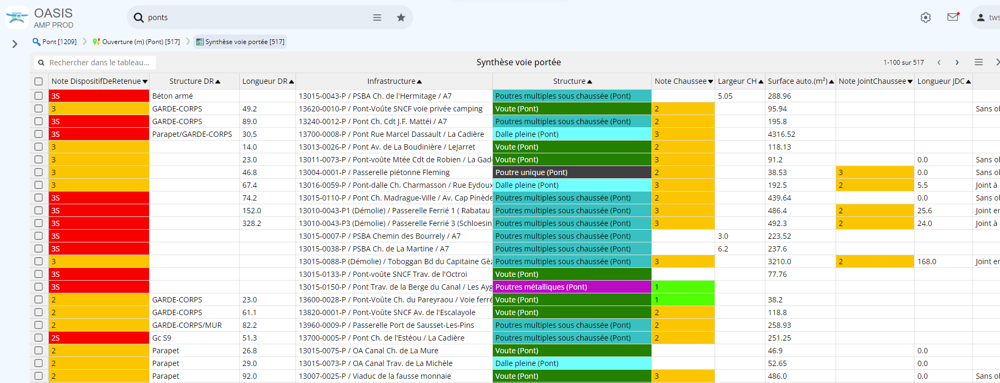 OASIS
AMP PROD
ponts
tws
Pont [1209] Ouverture (m) (Pont) [517] Synthèse voie portée [517]
Rechercher dans le tableau... Synthèse voie portée 1-100 sur 517
Note DispositifDeRetenue Structure DR Longueur DR Infrastructure Structure Note Chaussee Largeur CH Surface auto.(m²) Note JointChaussee Longueur JDC
3S Béton armé 13015-0043-P / PSBA Ch. de l'Hermitage / A7 Poutres multiples sous chaussée (Pont) 5.05 288.96
3 GARDE-CORPS 49.2 13620-0010-P / Pont-Voûte SNCF voie privée camping Voute (Pont) 2 95.94 Sans ob
3S GARDE-CORPS 89.0 13240-0012-P / Pont Ch. Cdt J.F. Mattéi / A7 Poutres multiples sous chaussée (Pont) 2 195.8
3S Parapet/GARDE-CORPS 30.5 13700-0008-P / Pont Rue Marcel Dassault / La Cadière Dalle pleine (Pont) 3 4316.52
3 14.0 13013-0026-P / Pont Av. de La Boudinière / LeJarret Voute (Pont) 2 118.13
3 23.0 13011-0073-P / Pont-voûte Mtée Cdt de Robien / La Gad Voute (Pont) 3 91.2 0.0 Sans ob
3 46.8 13004-0001-P / Passerelle piétonne Fleming Poutre unique (Pont) 2 38.53 3 0.0 Sans ob
3 67.4 13016-0059-P / Pont-dalle Ch. Charmasson / Rue Eydoux Dalle pleine (Pont) 3 192.5 2 5.5 Joint à
3S 74.2 13015-0110-P / Pont Ch. Madrague-Ville / Av. Cap Pinède Poutres multiples sous chaussée (Pont) 2 439.64 0.0 Sans ob
3S 152.0 13010-0043-P1 (Démolie) / Passerelle Ferrié 1 ( Rabatau Poutres multiples sous chaussée (Pont) 3 486.4 2 25.6 Joint en
3S 328.2 13010-0043-P3 (Démolie) / Passerelle Ferrié 3 (Schloesin Poutres multiples sous chaussée (Pont) 3 492.3 2 24.0 Joint à
3S 13015-0007-P / PSBA Chemin des Bourrely / A7 Poutres multiples sous chaussée (Pont) 3.0 223.52
3S 13015-0038-P / PSBA Ch. de La Martine / A7 Poutres multiples sous chaussée (Pont) 6.2 237.6
3 13015-0088-P (Démolie) / Toboggan Bd du Capitaine Gèz Poutres multiples sous chaussée (Pont) 3 3210.0 2 168.0 Joint en
3S 13015-0133-P / Pont-voûte SNCF Trav. de l'Octroi Voute (Pont) 77.76
3S 13015-0150-P / Pont Trav. de la Berge du Canal / Les Ayg Poutres métalliques (Pont) 1
2 GARDE-CORPS 23.0 13600-0028-P / Pont-Voûte Ch. du Pareyraou / Voie ferré Voute (Pont) 1 38.2
2 GARDE-CORPS 61.1 13820-0001-P / Pont-Voûte SNCF Av. de l'Escalayole Voute (Pont) 2 118.8
2 GARDE-CORPS/MUR 82.2 13960-0009-P / Passerelle Port de Sausset-Les-Pins Poutres multiples sous chaussée (Pont) 2 258.93
2S Gc S9 51.3 13700-0005-P / Pont Ch. de l'Estéou / La Cadière Poutres multiples sous chaussée (Pont) 2 251.25
2 Parapet 26.8 13015-0075-P / OA Canal Ch. de La Mure Voute (Pont) 46.9 0.0
2 Parapet 29.0 13015-0073-P / OA Canal Trav. de La Michèle Dalle pleine (Pont) 52.65 0.0
2 Parapet 92.0 13007-0025-P / Viaduc de la fausse monnaie Voute (Pont) 3 486.0 0.0 Sans ob